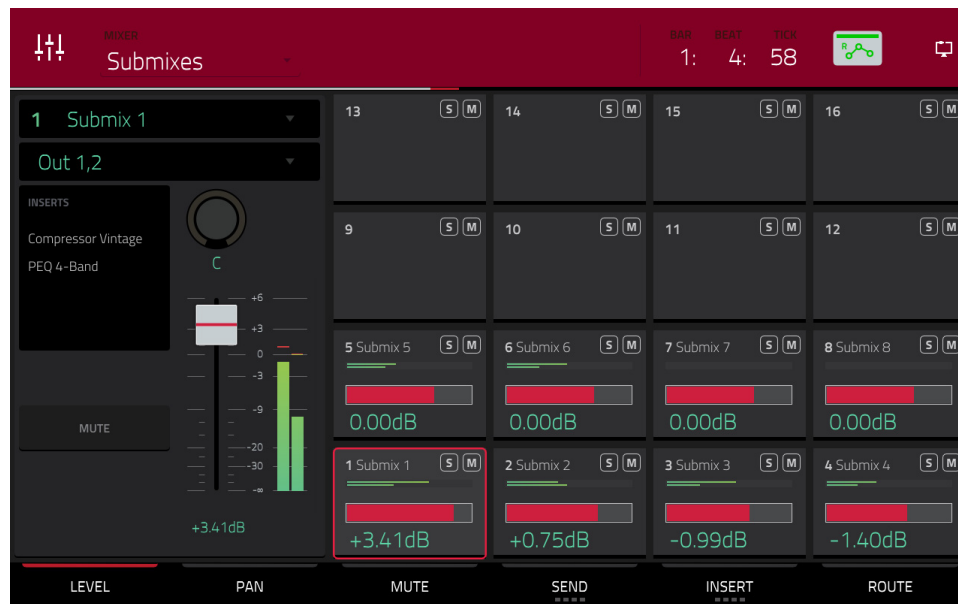 MIXER
Submixes
BAR BEAT TICK
1: 4: 58
R
1 Submix 1
Out 1,2
INSERTS
Compressor Vintage
PEQ 4-Band
C
+6
+3
0
-3
-9
-20
-30
-∞
MUTE
+3.41dB
13 S M
14 S M
15 S M
16 S M
9 S M
10 S M
11 S M
12 S M
5 Submix 5 S M
0.00dB
6 Submix 6 S M
0.00dB
7 Submix 7 S M
0.00dB
8 Submix 8 S M
0.00dB
1 Submix 1 S M
+3.41dB
2 Submix 2 S M
+0.75dB
3 Submix 3 S M
-0.99dB
4 Submix 4 S M
-1.40dB
LEVEL PAN MUTE SEND INSERT ROUTE